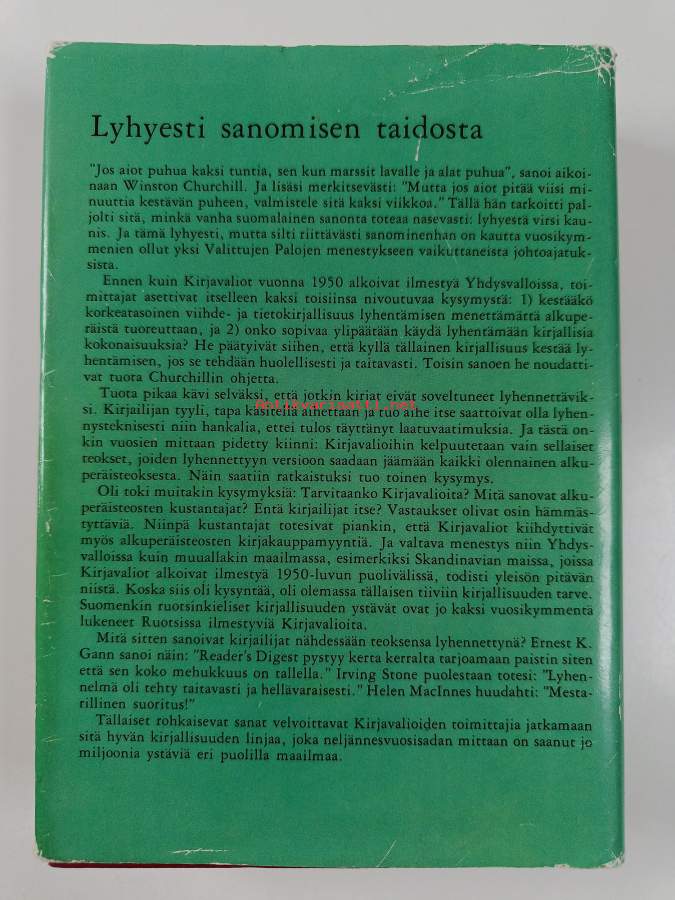 Lyhyesti sanomisen taidosta
"Jos aiot puhua kaksi tuntia, sen kun marssit lavalle ja alat puhua", sanoi aikoi-
naan Winston Churchill. Ja lisäsi merkitsevästi: "Mutta jos aiot pitää viisi mi-
nuuttia kestävän puheen, valmistele sitä kaksi viikkoa." Tällä hän tarkoitti pal-
jolti sitä, minkä vanha suomalainen sanonta toteaa nasevasti: lyhyestä virsi kau-
nis. Ja tämä lyhyesti, mutta silti riittävästi sanominenhan on kautta vuosikym-
menien ollut yksi Valittujen Palojen menestykseen vaikuttaneista johtoajatuk-
sista.
Ennen kuin Kirjavaliot vuonna 1950 alkoivat ilmestyä Yhdysvalloissa, toi-
mittajat asettivat itselleen kaksi toisiinsa nivoutuvaa kysymystä: 1) kestääkö
korkeatasoinen viihde- ja tietokirjallisuus lyhentämisen menettämättä alkupe-
räistä tuoreuttaan, ja 2) onko sopivaa ylipäätään käydä lyhentämään kirjallisia
kokonaisuuksia? He päätyivät siihen, että kyllä tällainen kirjallisuus kestää ly-
hentämisen, jos se tehdään huolellisesti ja taitavasti. Toisin sanoen he noudatti-
vat tuota Churchillin ohjetta.
Tuota pikaa kävi selväksi, että jotkin kirjat eivät soveltuneet lyhennettävik-
si. Kirjailijan tyyli, tapa käsitellä aihettaan ja tuo aihe itse saattoivat olla lyhen-
nysteknisesti niin hankalia, ettei tulos täyttänyt laatuvaatimuksia. Ja tästä on-
kin vuosien mittaan pidetty kiinni: Kirjavalioihin kelpuutetaan vain sellaiset
teokset, joiden lyhennettyyn versioon saadaan jäämään kaikki olennainen alku-
peräisteoksesta. Näin saatiin ratkaistuksi tuo toinen kysymys.
Oli toki muitakin kysymyksiä: Tarvitaanko Kirjavalioita? Mitä sanovat alku-
peräisteosten kustantajat? Entä kirjailijat itse? Vastaukset olivat osin hämmäs-
tyttäviä. Niinpä kustantajat totesivat piankin, että Kirjavaliot kiihdyttivät
myös alkuperäisteosten kirjakauppamyyntiä. Ja valtava menestys niin Yhdys-
valloissa kuin muuallakin maailmassa, esimerkiksi Skandinavian maissa, joissa
Kirjavaliot alkoivat ilmestyä 1950-luvun puolivälissä, todisti yleisön pitävän
niistä. Koska siis oli kysyntää, oli olemassa tällaisen tiiviin kirjallisuuden tarve.
Suomenkin ruotsinkieliset kirjallisuuden ystävät ovat jo kaksi vuosikymmentä
lukeneet Ruotsissa ilmestyviä Kirjavalioita.
Mitä sitten sanoivat kirjailijat nähdessään teoksensa lyhennettynä? Ernest K.
Gann sanoi näin: "Reader's Digest pystyy kerta kerralta tarjoamaan paistin siten
että sen koko mehukkuus on tallella." Irving Stone puolestaan totesi: "Lyhen-
nelmä oli tehty taitavasti ja hellävaraisesti." Helen MacInnes huudahti: "Mesta-
rillinen suoritus!"
Tällaiset rohkaisevat sanat velvoittavat Kirjavalioiden toimittajia jatkamaan
sitä hyvän kirjallisuuden linjaa, joka neljännesvuosisadan mittaan on saanut jo
miljoonia ystäviä eri puolilla maailmaa.